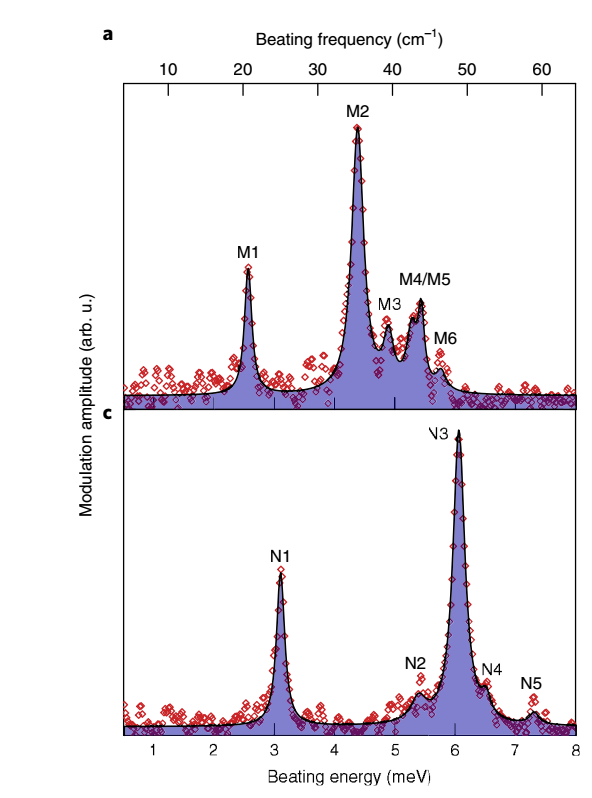 a
Beating frequency (cm⁻¹)
10 20 30 40 50 60
M2
M1
M4/M5
M3
M6
Modulation amplitude (arb. u.)
c
N3
N1
N2
N4
N5
1 2 3 4 5 6 7 8
Beating energy (meV)